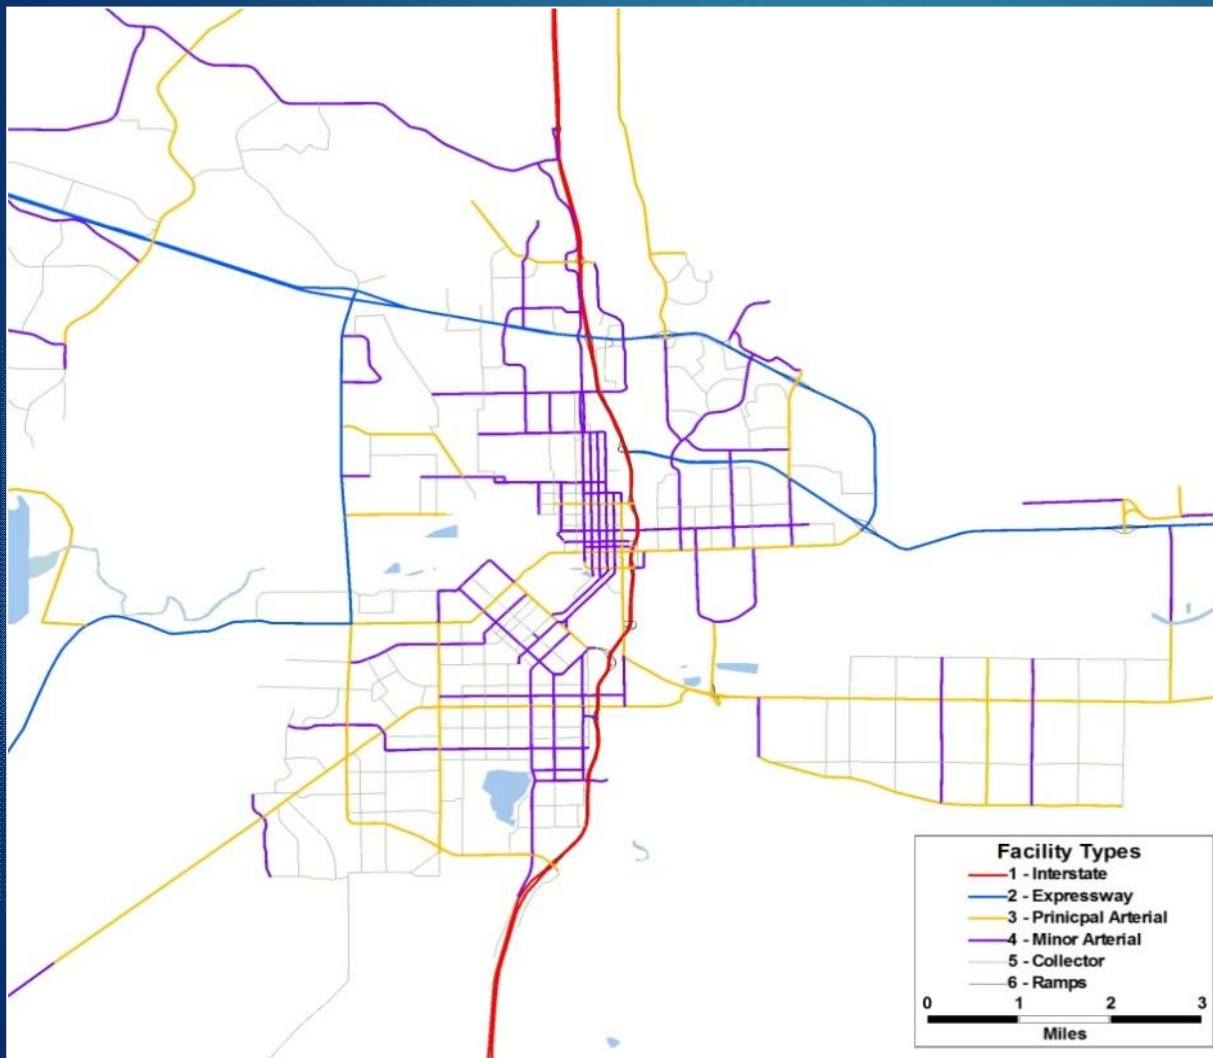 Facility Types
1 - Interstate
2 - Expressway
3 - Prinicpal Arterial
4 - Minor Arterial
5 - Collector
6 - Ramps
0 1 2 3
Miles